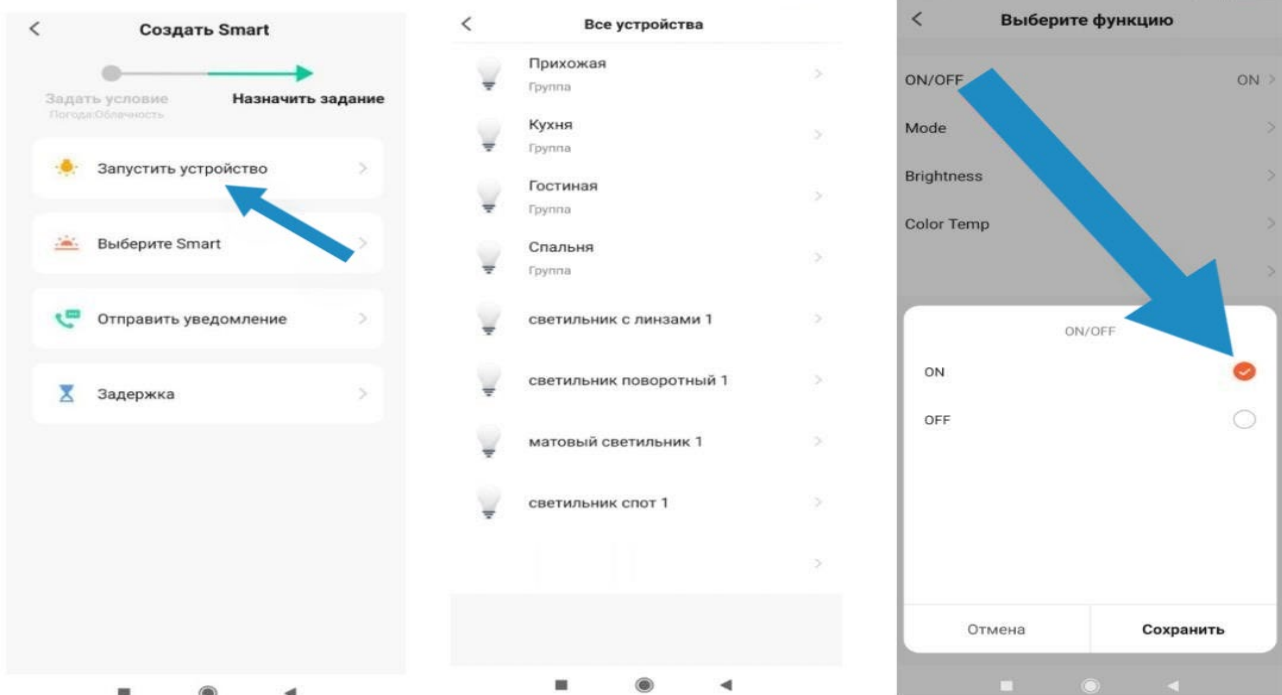 Создать Smart
Задать условие
Погода:Облачность
Назначить задание
Запустить устройство
Выберите Smart
Отправить уведомление
Задержка
Все устройства
Прихожая
Группа
Кухня
Группа
Гостиная
Группа
Спальня
Группа
светильник с линзами 1
светильник поворотный 1
матовый светильник 1
светильник спот 1
Выберите функцию
ON/OFF ON
Mode
Brightness
Color Temp
ON/OFF
ON
OFF
Отмена Сохранить